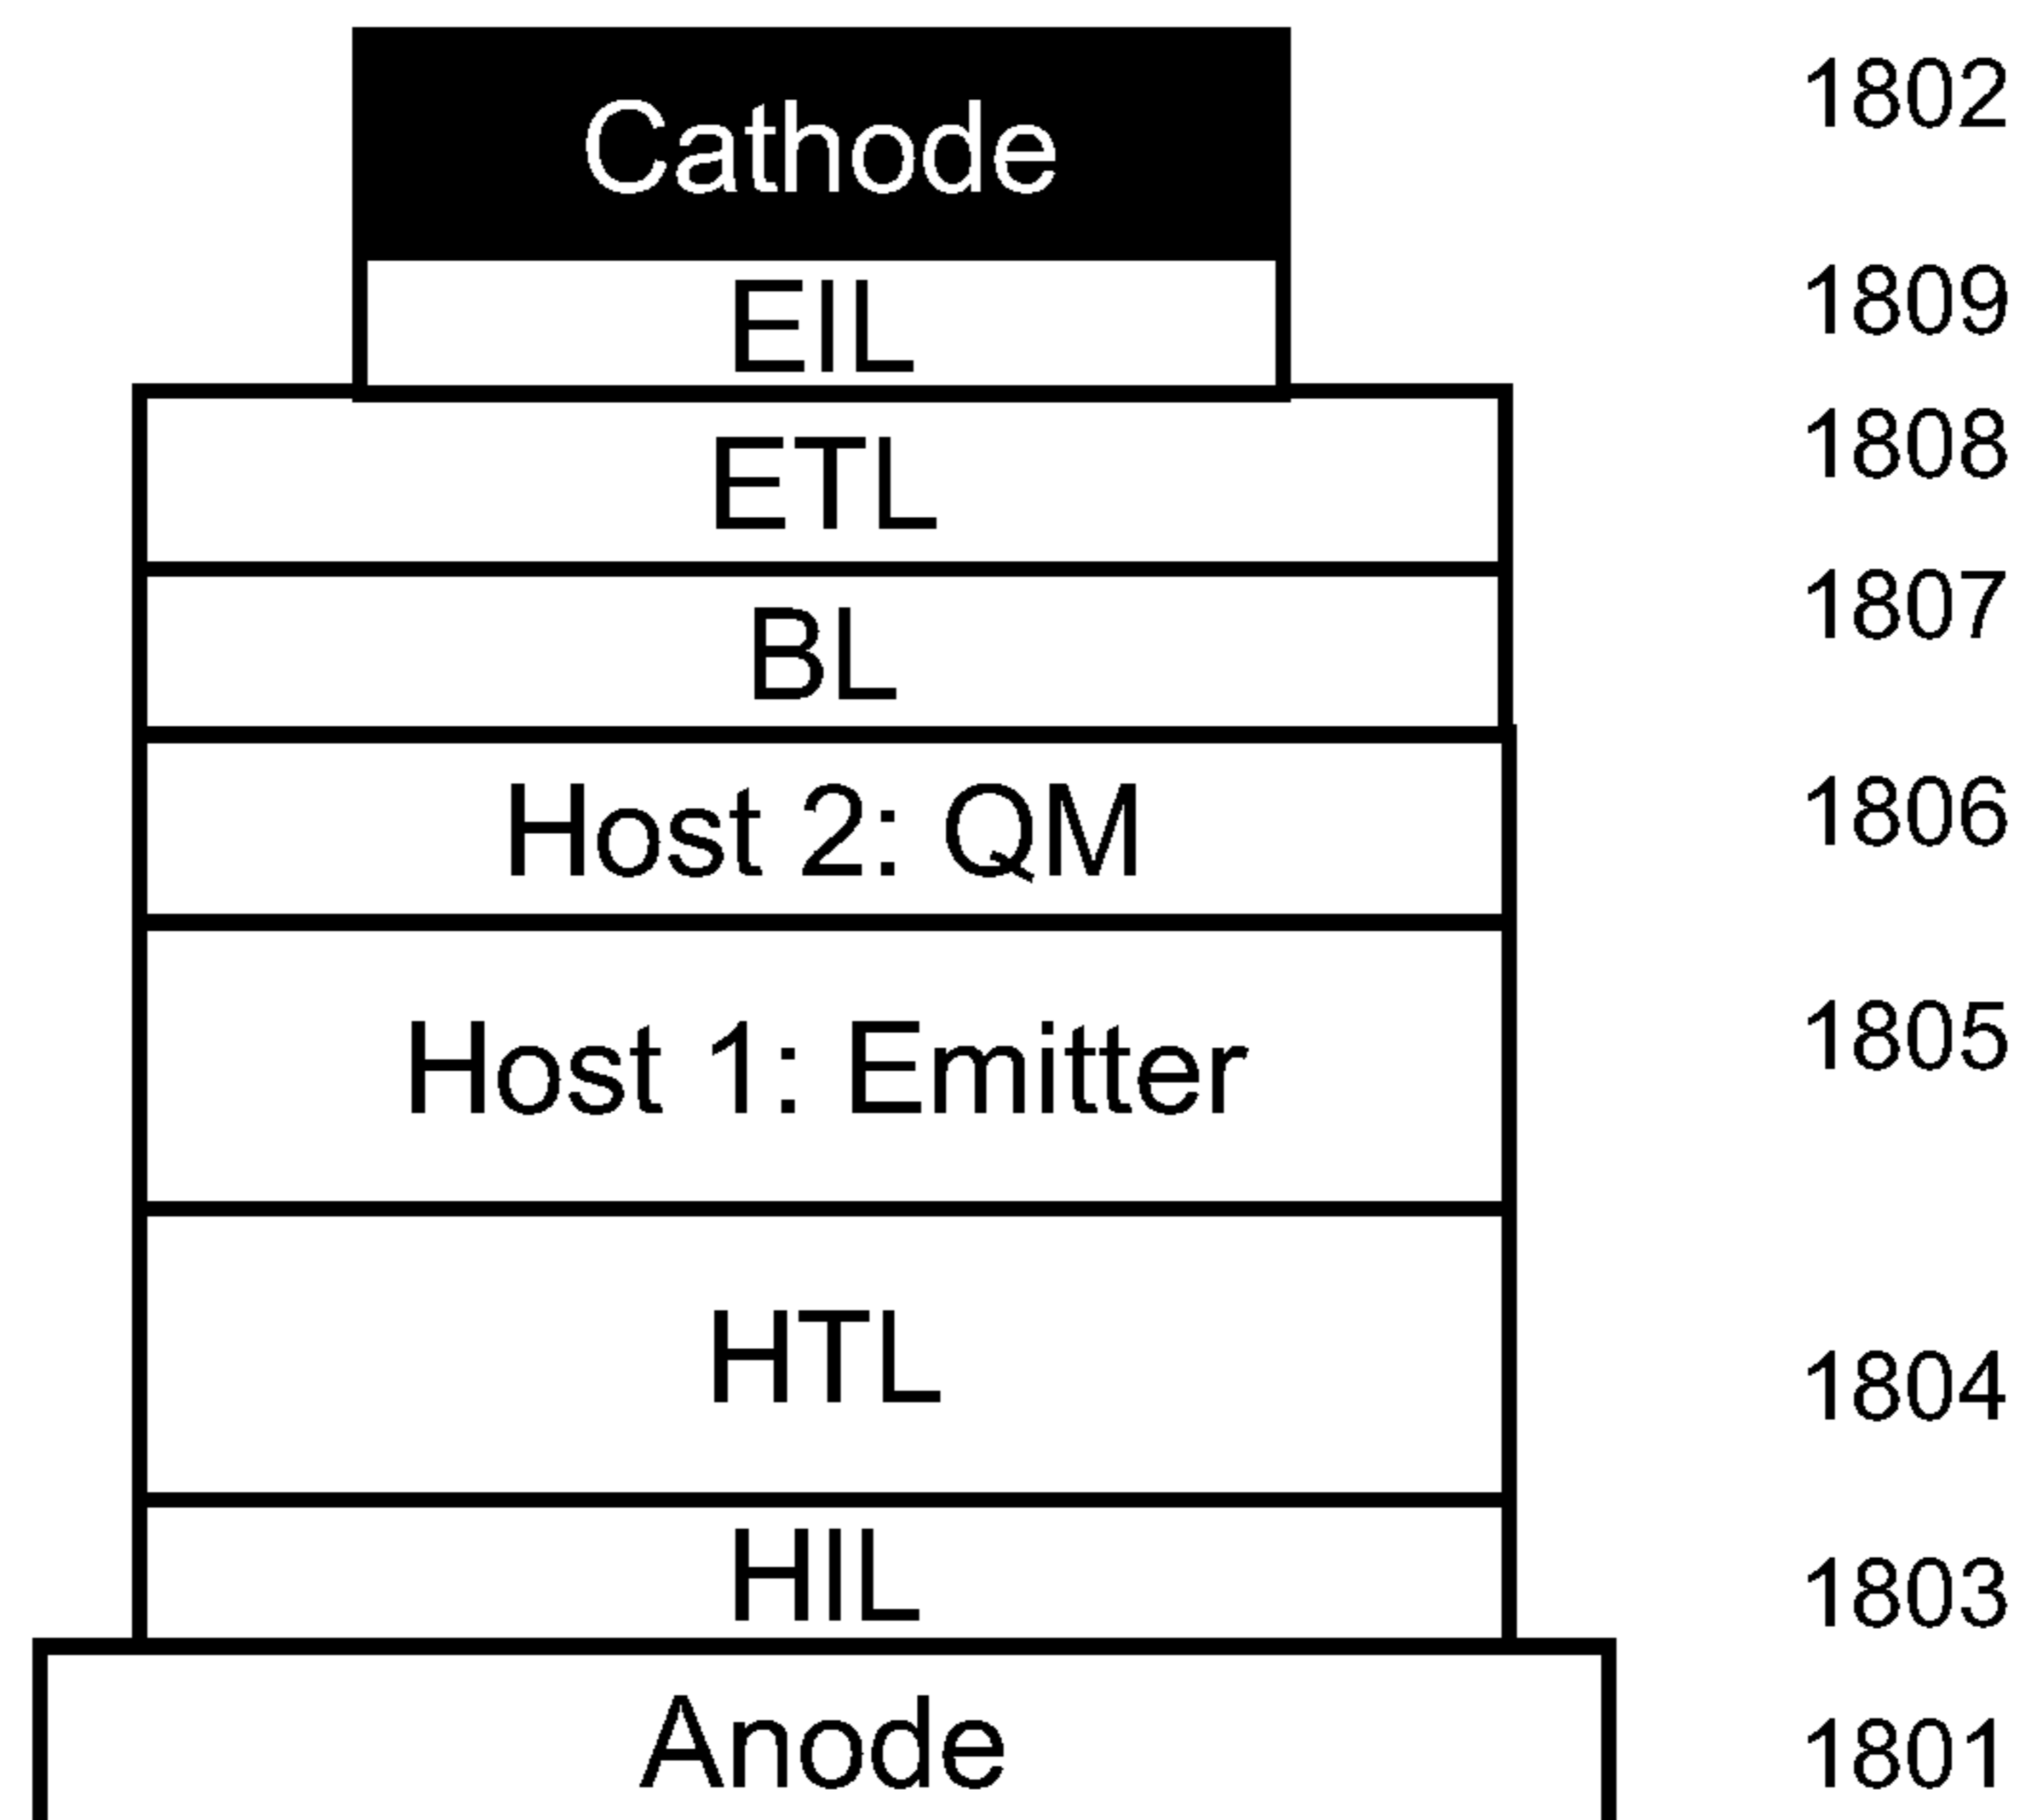 Cathode 1802
EIL 1809
ETL 1808
BL 1807
Host 2: QM 1806
Host 1: Emitter 1805
HTL 1804
HIL 1803
Anode 1801